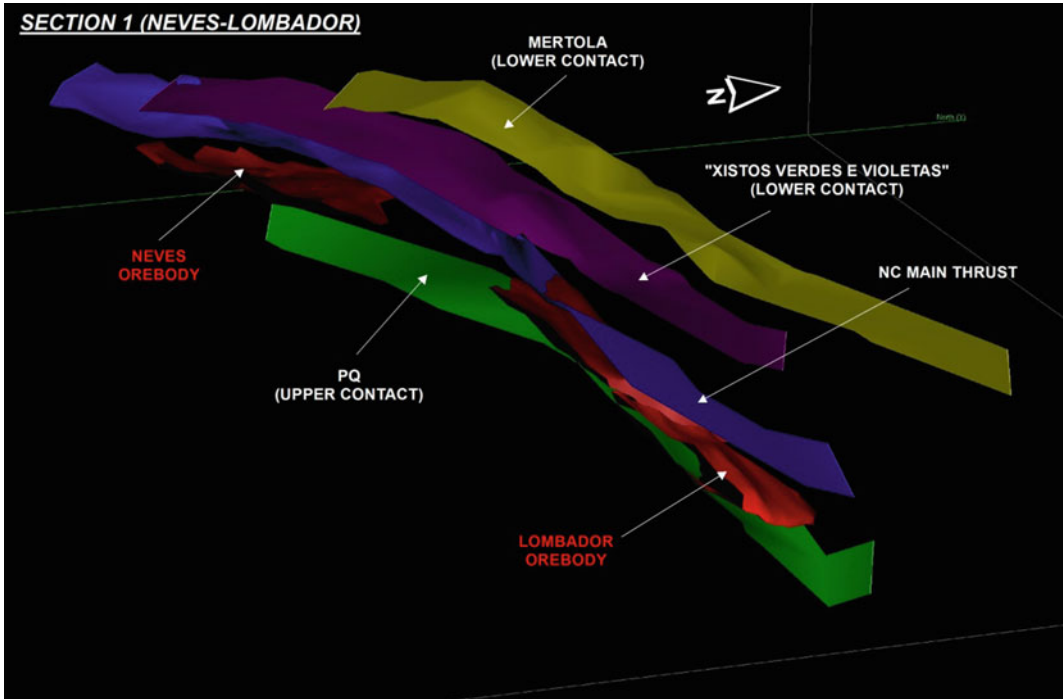 SECTION 1 (NEVES-LOMBADOR)
MERTOLA
(LOWER CONTACT)
N
North (Y)
"XISTOS VERDES E VIOLETAS"
(LOWER CONTACT)
NEVES
OREBODY
NC MAIN THRUST
PQ
(UPPER CONTACT)
LOMBADOR
OREBODY